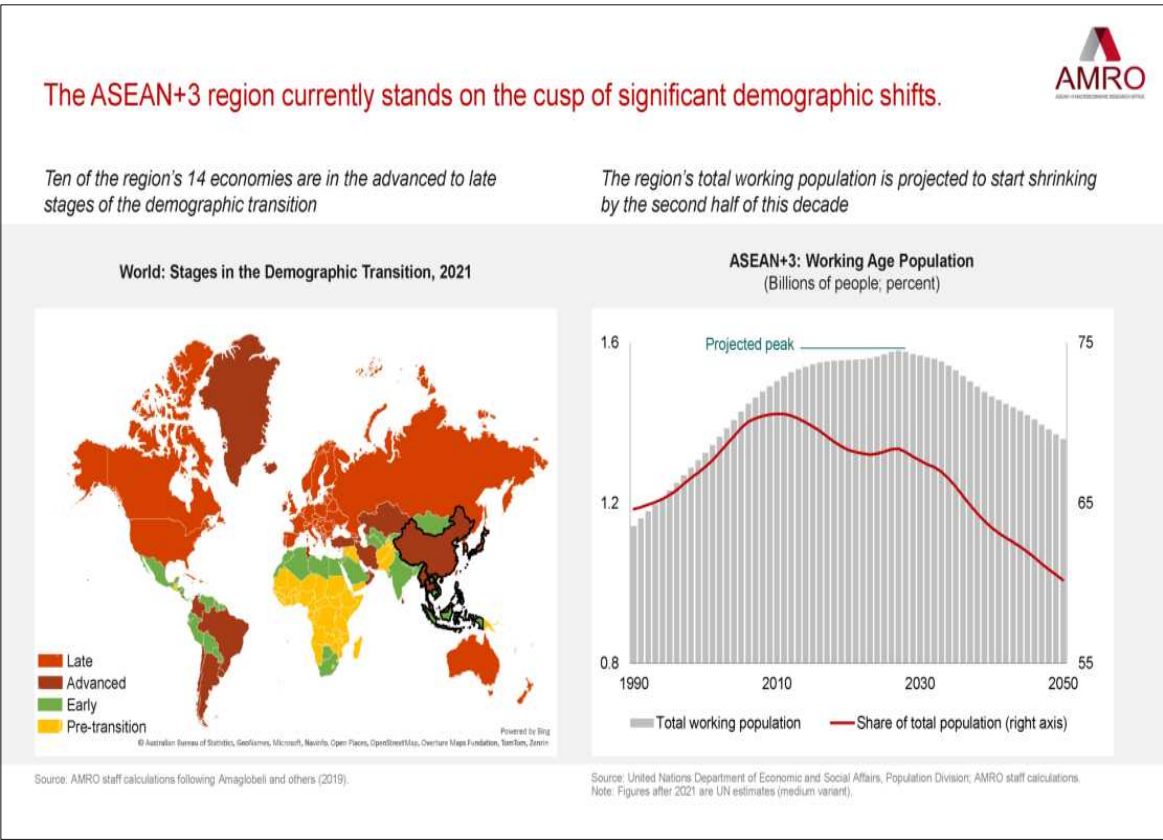 AMRO
ASEAN+3 MACROECONOMIC RESEARCH OFFICE
The ASEAN+3 region currently stands on the cusp of significant demographic shifts.
Ten of the region's 14 economies are in the advanced to late
stages of the demographic transition
World: Stages in the Demographic Transition, 2021
Late
Advanced
Early
Pre-transition
Powered by Bing
© Australian Bureau of Statistics, GeoNames, Microsoft, Navinfo, Open Places, OpenStreetMap, Overture Maps Fundation, TomTom, Zenrin
Source: AMRO staff calculations following Amaglobeli and others (2019).
The region's total working population is projected to start shrinking
by the second half of this decade
ASEAN+3: Working Age Population
(Billions of people; percent)
Projected peak
1.6
1.2
0.8
75
65
55
1990
2010
2030
2050
Total working population
Share of total population (right axis)
Source: United Nations Department of Economic and Social Affairs, Population Division; AMRO staff calculations.
Note: Figures after 2021 are UN estimates (medium variant).